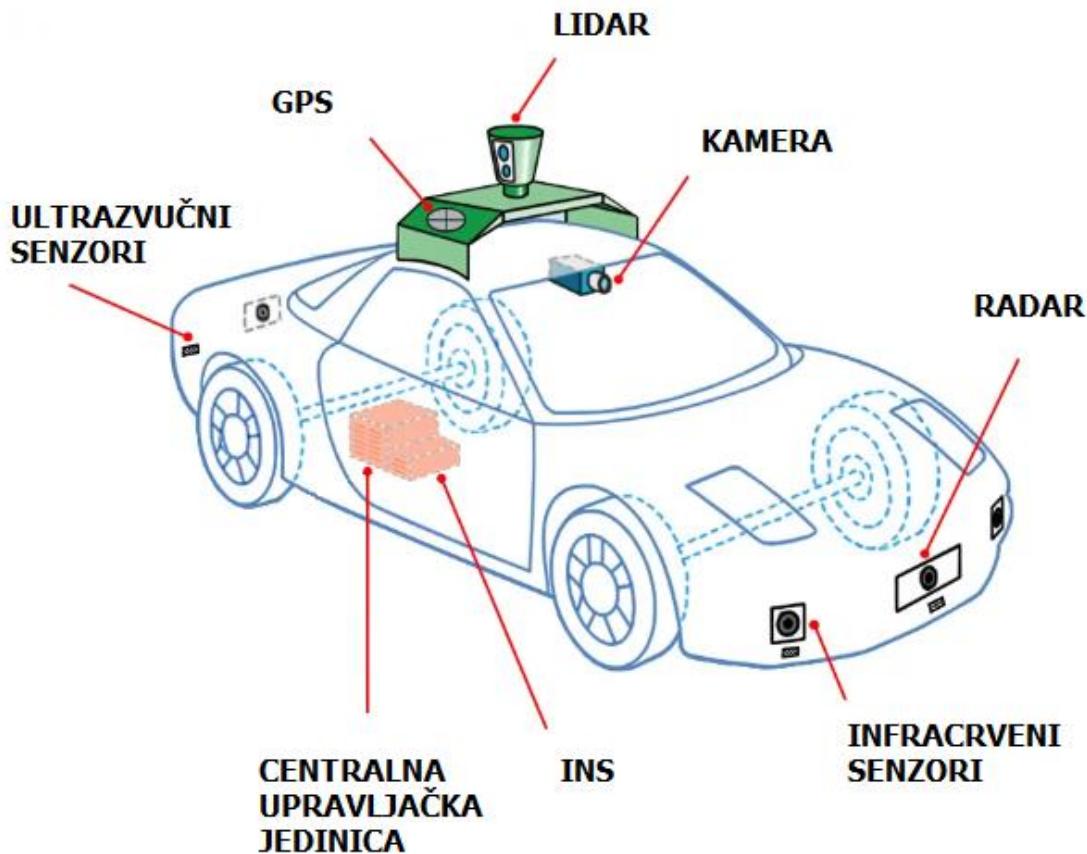 LIDAR
GPS
KAMERA
ULTRAZVUČNI
SENZORI
RADAR
INFRACRVENI
SENZORI
CENTRALNA
UPRAVLJAČKA
JEDINICA
INS